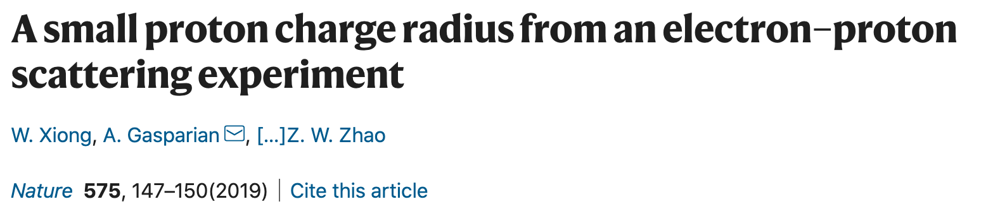 A small proton charge radius from an electron–proton
scattering experiment
W. Xiong, A. Gasparian, [...]Z. W. Zhao
Nature 575, 147–150(2019) | Cite this article